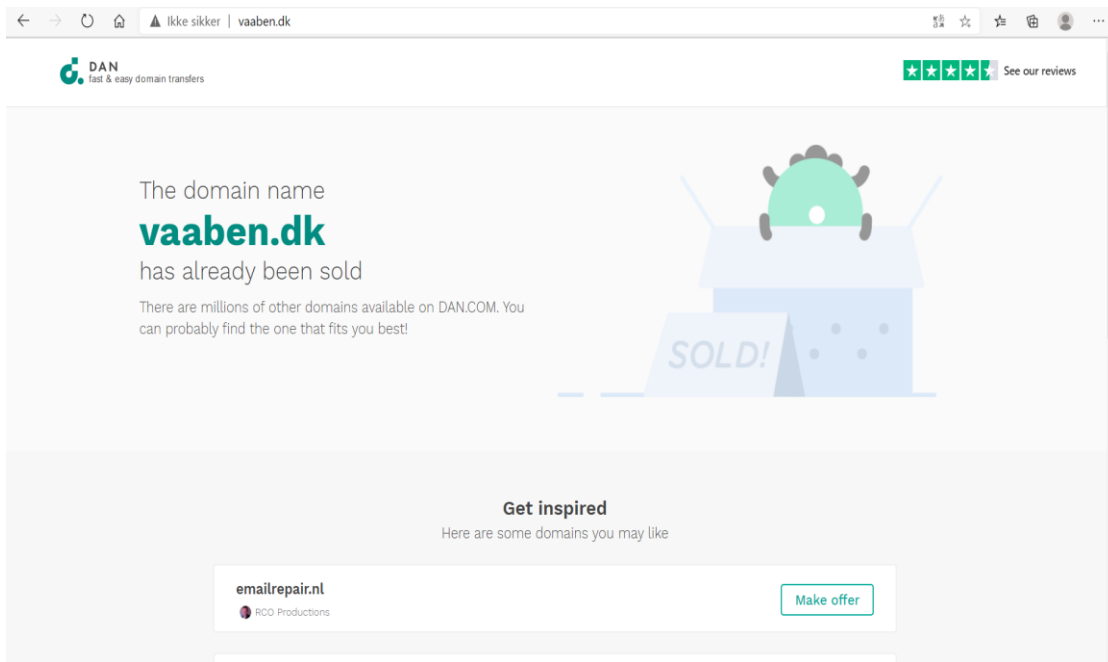 Ikke sikker | vaaben.dk
DAN
fast & easy domain transfers
See our reviews
The domain name
vaaben.dk
has already been sold
There are millions of other domains available on DAN.COM. You
can probably find the one that fits you best!
SOLD!
Get inspired
Here are some domains you may like
emailrepair.nl
RCO Productions
Make offer